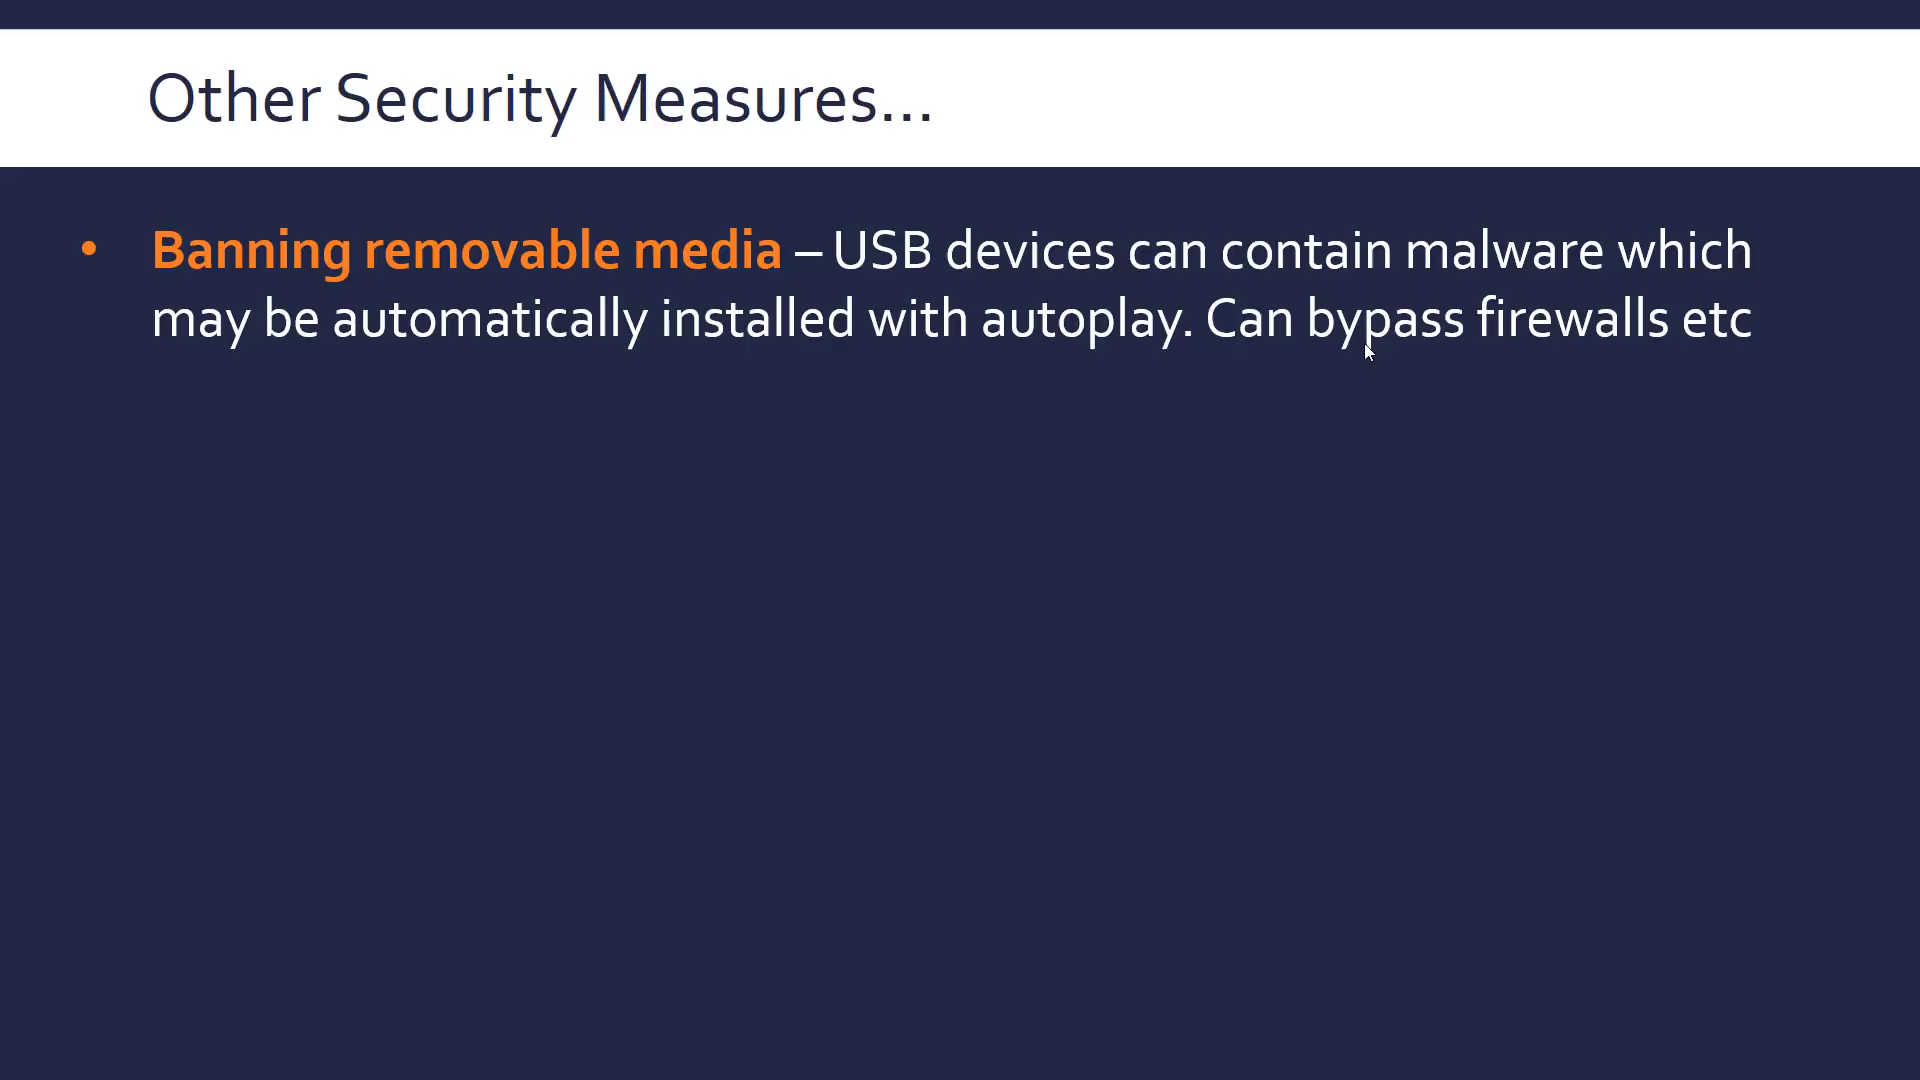 Other Security Measures...
• Banning removable media – USB devices can contain malware which
may be automatically installed with autoplay. Can bypass firewalls etc